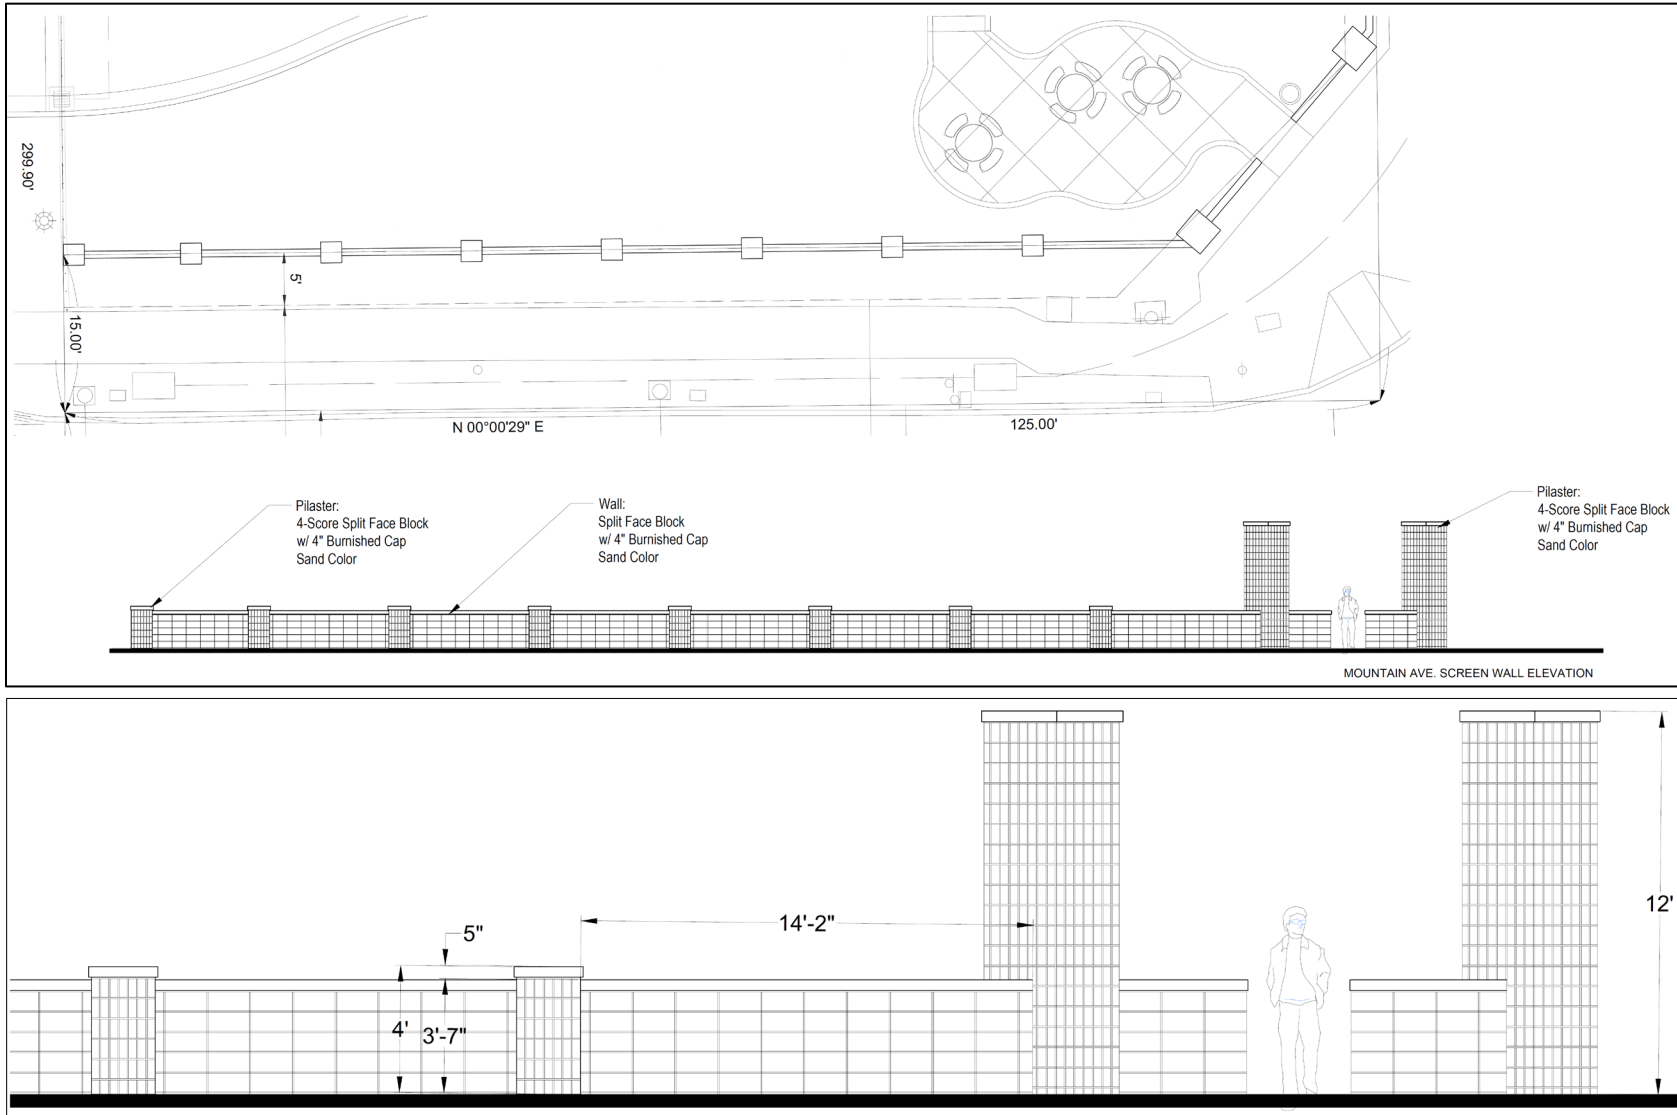 299.90'
5'
15.00'
N 00°00'29" E
125.00'
Pilaster:
4-Score Split Face Block
w/ 4" Burnished Cap
Sand Color
Wall:
Split Face Block
w/ 4" Burnished Cap
Sand Color
Pilaster:
4-Score Split Face Block
w/ 4" Burnished Cap
Sand Color
MOUNTAIN AVE. SCREEN WALL ELEVATION
5"
14'-2"
12'
4'
3'-7"